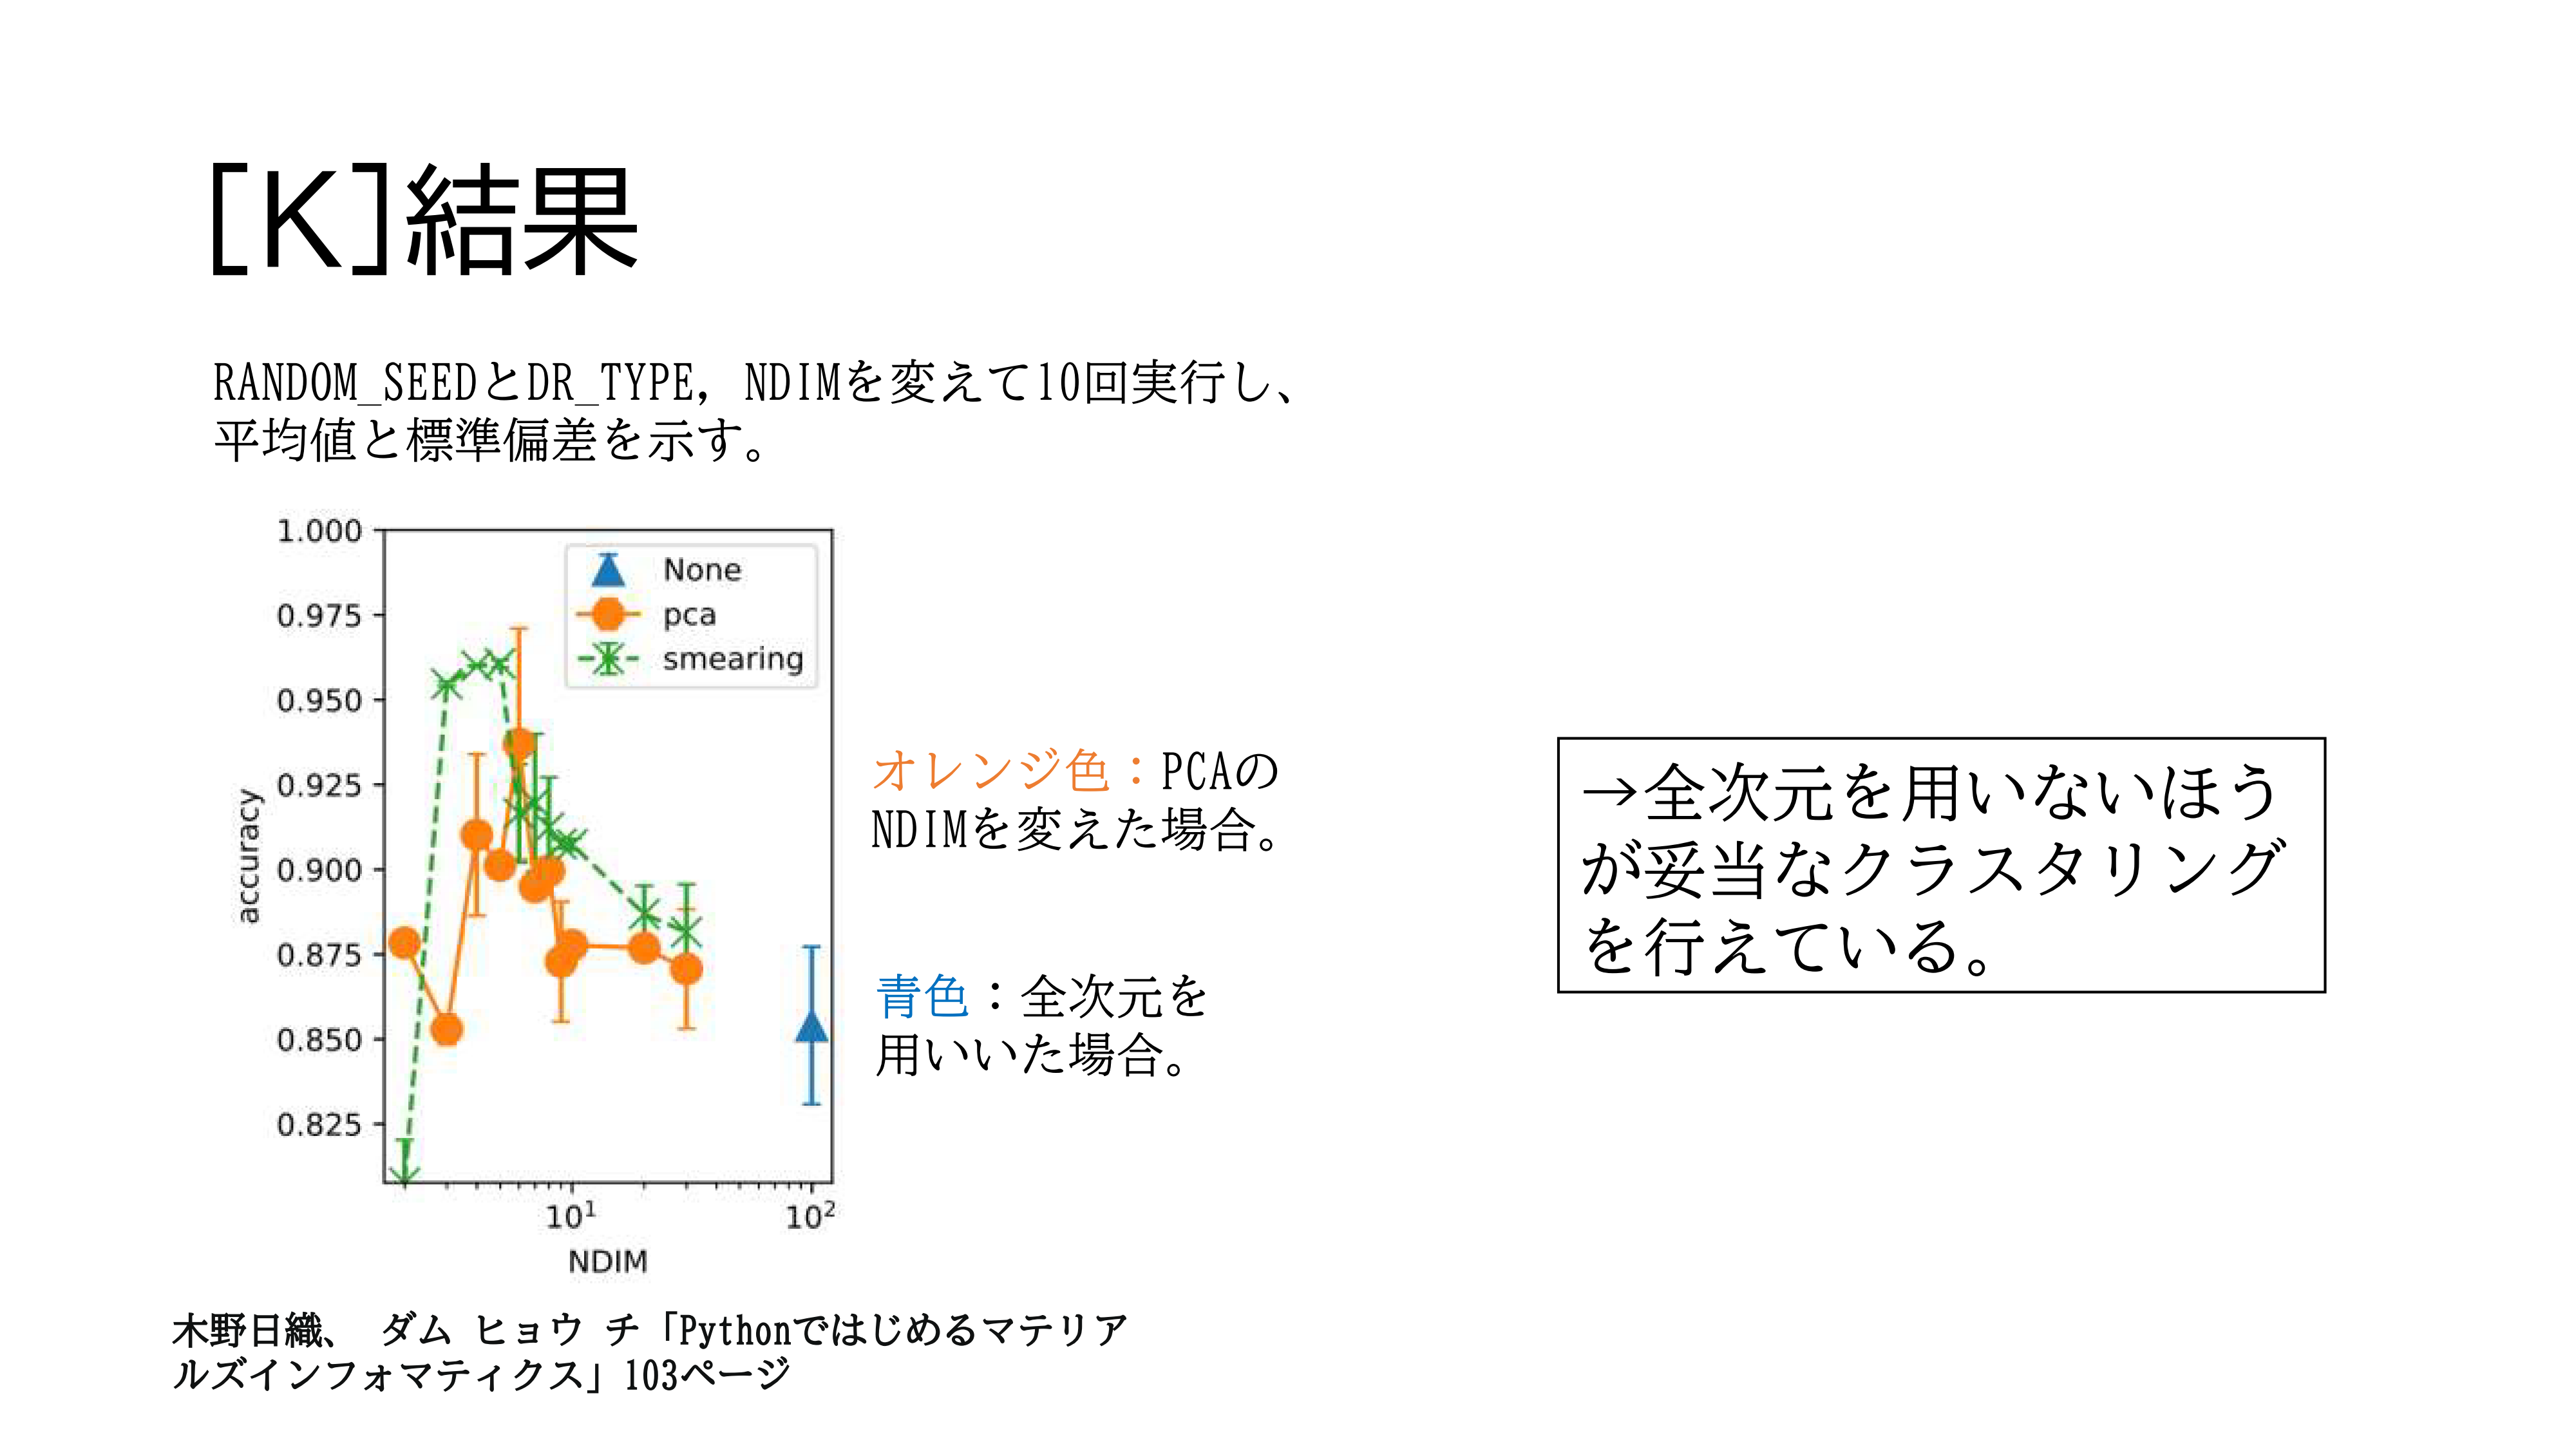 [K]結果
RANDOM_SEEDとDR_TYPE, NDIMを変えて10回実行し、
平均値と標準偏差を示す。
1.000
0.975
0.950
0.925
0.900
0.875
0.850
0.825
accuracy
None
pca
smearing
10¹
10²
NDIM
オレンジ色：PCAの
NDIMを変えた場合。
青色：全次元を
用いいた場合。
→全次元を用いないほう
が妥当なクラスタリング
を行えている。
木野日織、 ダム ヒョウ チ「Pythonではじめるマテリア
ルズインフォマティクス」103ページ